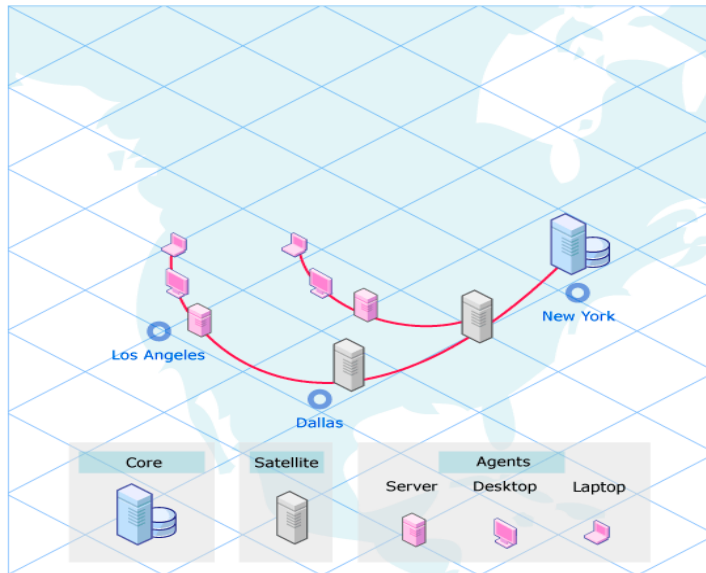 New York
Los Angeles
Dallas
Core
Satellite
Agents
Server
Desktop
Laptop